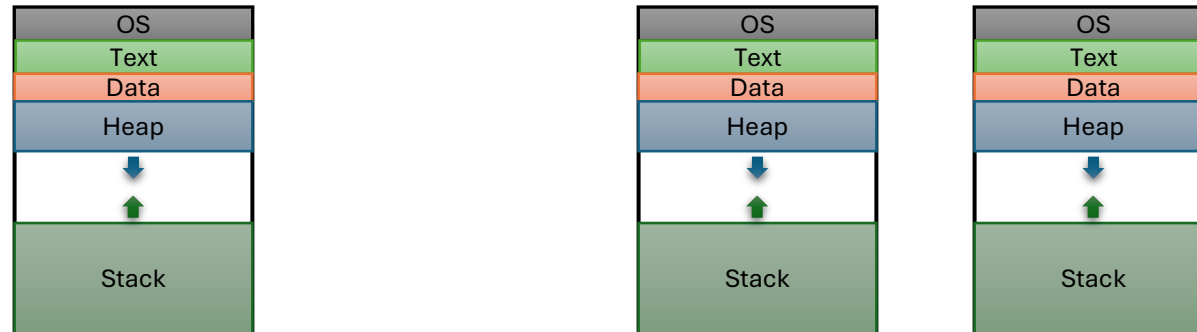 OS
Text
Data
Heap
Stack
OS
Text
Data
Heap
Stack
OS
Text
Data
Heap
Stack